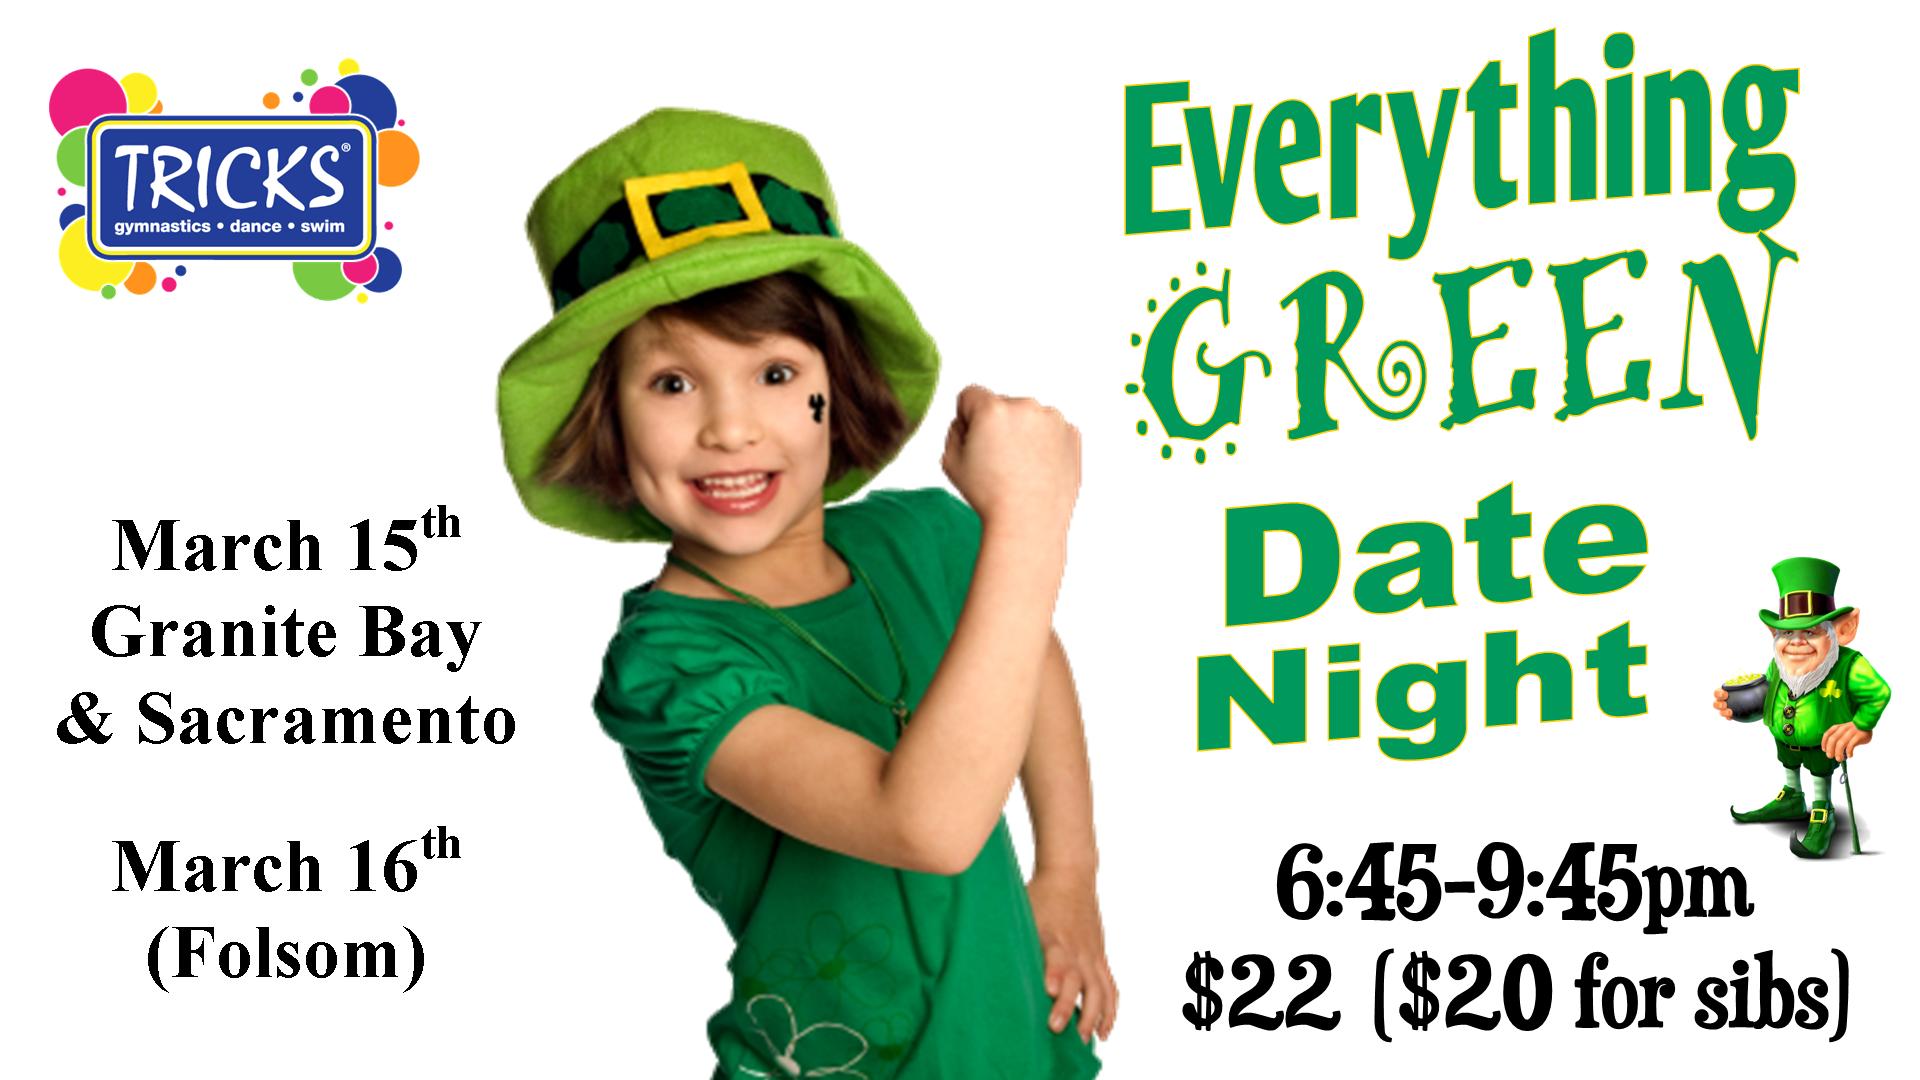 TRICKS®
gymnastics • dance • swim
Everything
GREEN
Date
Night
March 15th
Granite Bay
& Sacramento
March 16th
(Folsom)
6:45-9:45pm
$22 ($20 for sibs)